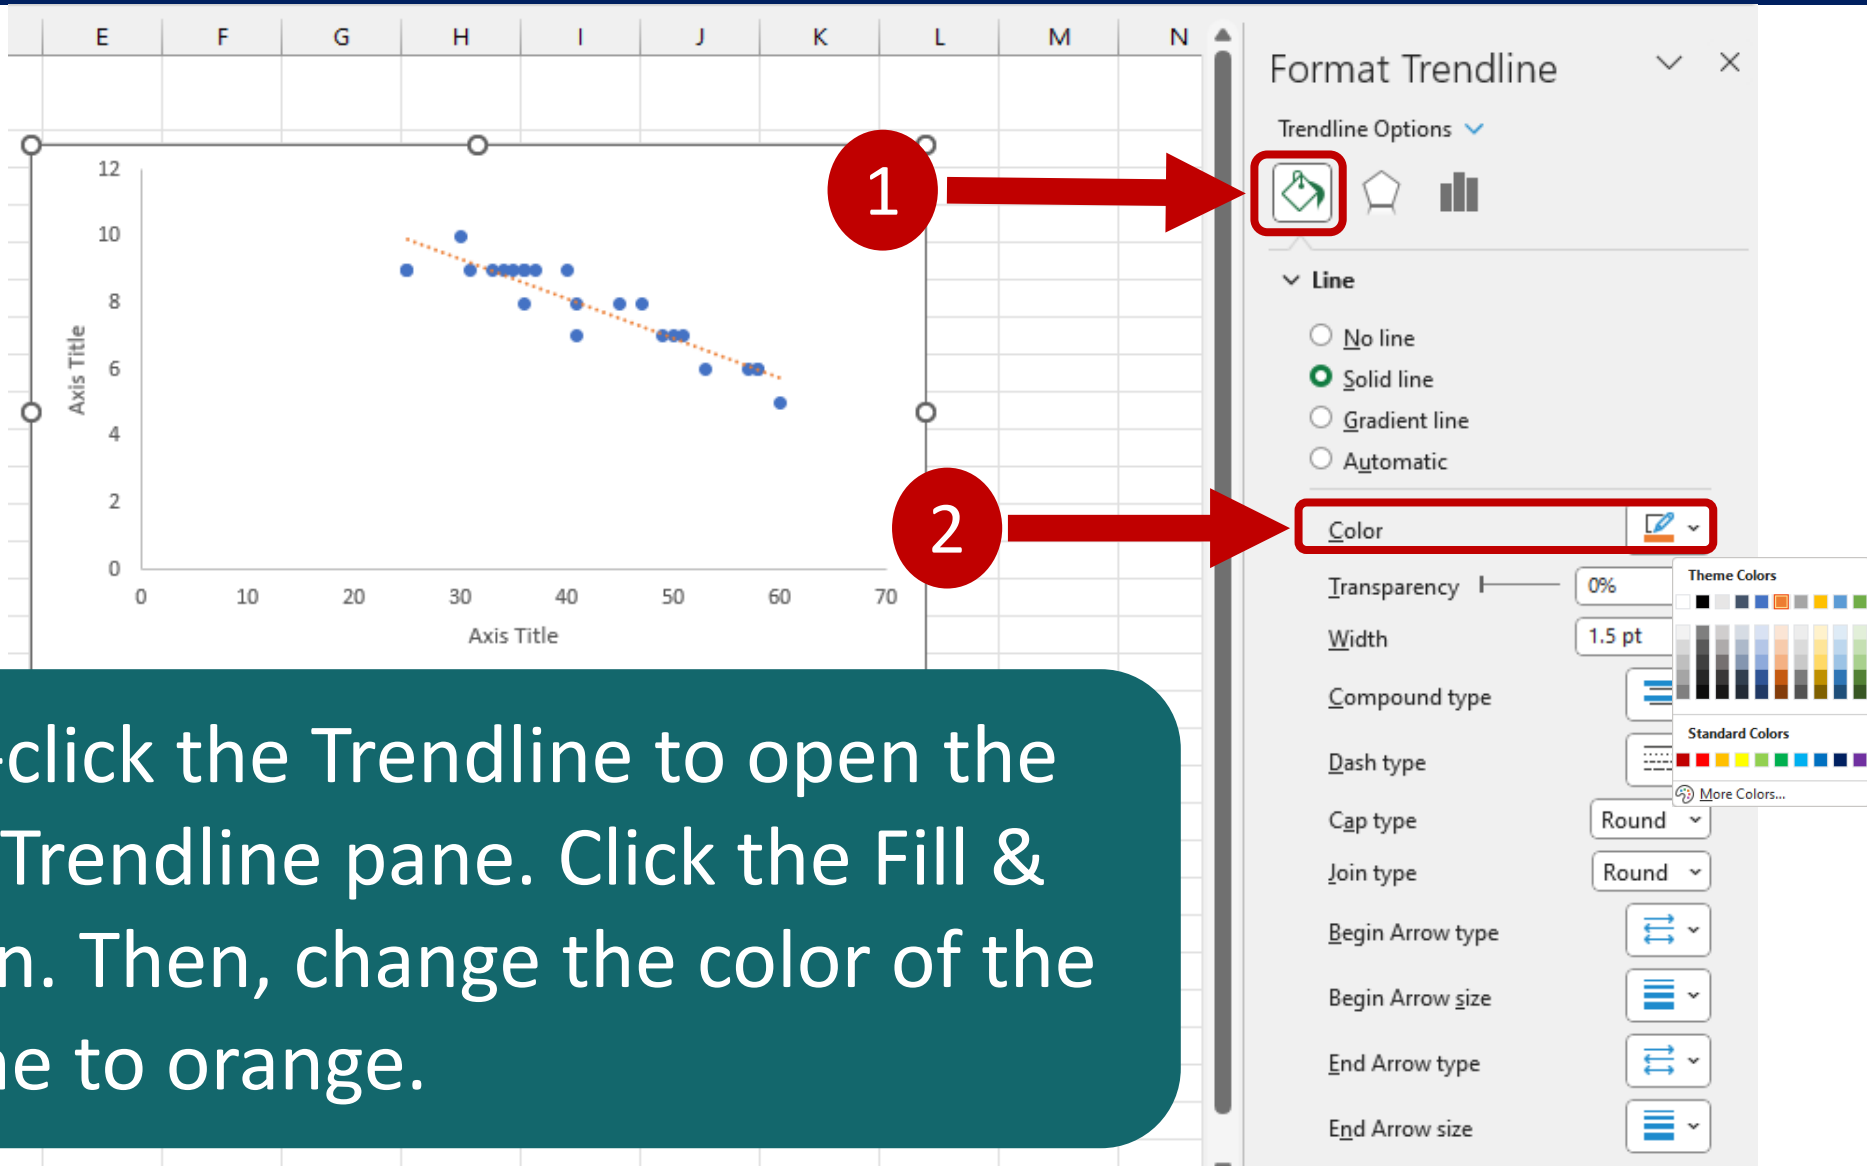 E F G H I J K L M N
Format Trendline
Trendline Options
1
12
10
8
6
4
2
0
Axis Title
0 10 20 30 40 50 60 70
Axis Title
Line
No line
Solid line
Gradient line
Automatic
2
Color
Theme Colors
Transparency 0%
Width 1.5 pt
Compound type
Standard Colors
Dash type
More Colors...
Cap type Round
Join type Round
Begin Arrow type
Begin Arrow size
End Arrow type
End Arrow size
-click the Trendline to open the
Trendline pane. Click the Fill &
n. Then, change the color of the
ne to orange.